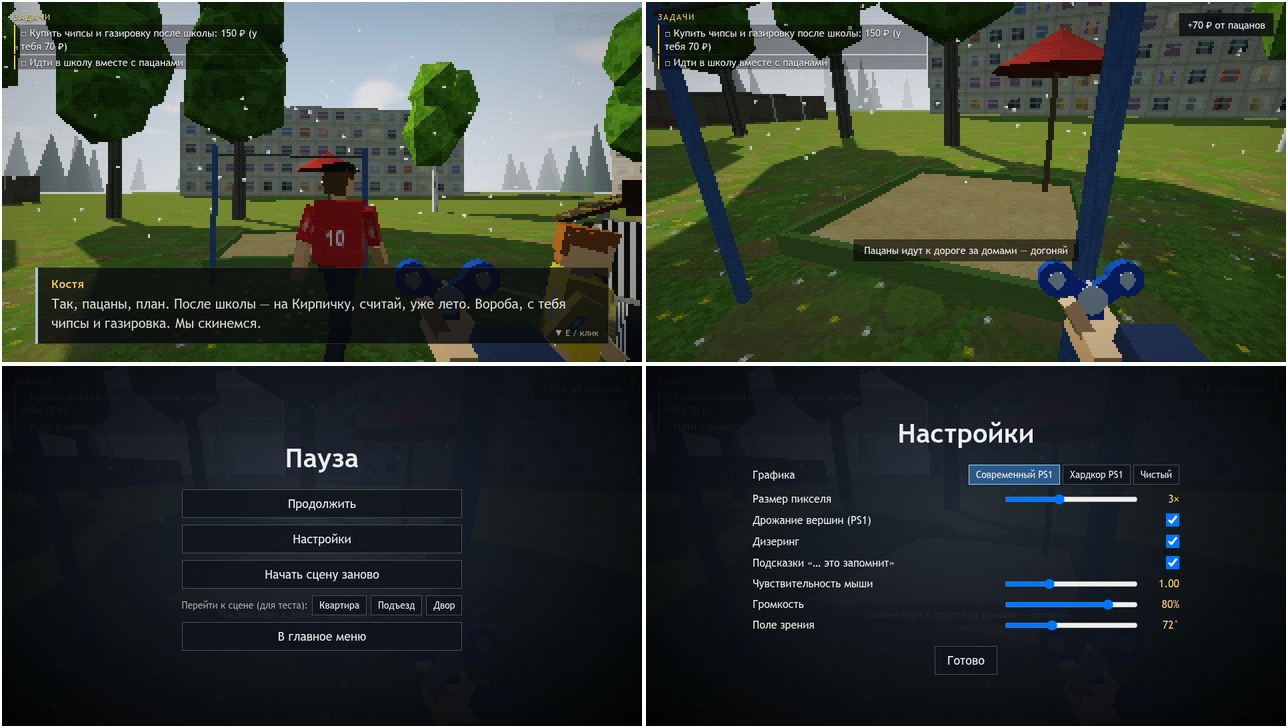 ЗАДАЧИ
□ Купить чипсы и газировку после школы: 150 ₽ (у
тебя 70 ₽)
□ Идти в школу вместе с пацанами
10
Костя
Так, пацаны, план. После школы — на Кирпичку, считай, уже лето. Вороба, с тебя
чипсы и газировка. Мы скинемся.
▼ E / клик
ЗАДАЧИ
□ Купить чипсы и газировку после школы: 150 ₽ (у
тебя 70 ₽)
□ Идти в школу вместе с пацанами
+70 ₽ от пацанов
Пацаны идут к дороге за домами — догоняй
Пауза
Продолжить
Настройки
Начать сцену заново
Перейти к сцене (для теста): Квартира Подъезд Двор
В главное меню
Настройки
Графика Современный PS1 Хардкор PS1 Чистый
Размер пикселя 3×
Дрожание вершин (PS1)
Дизеринг
Подсказки «… это запомнит»
Чувствительность мыши 1.00
Громкость 80%
Поле зрения 72°
Готово